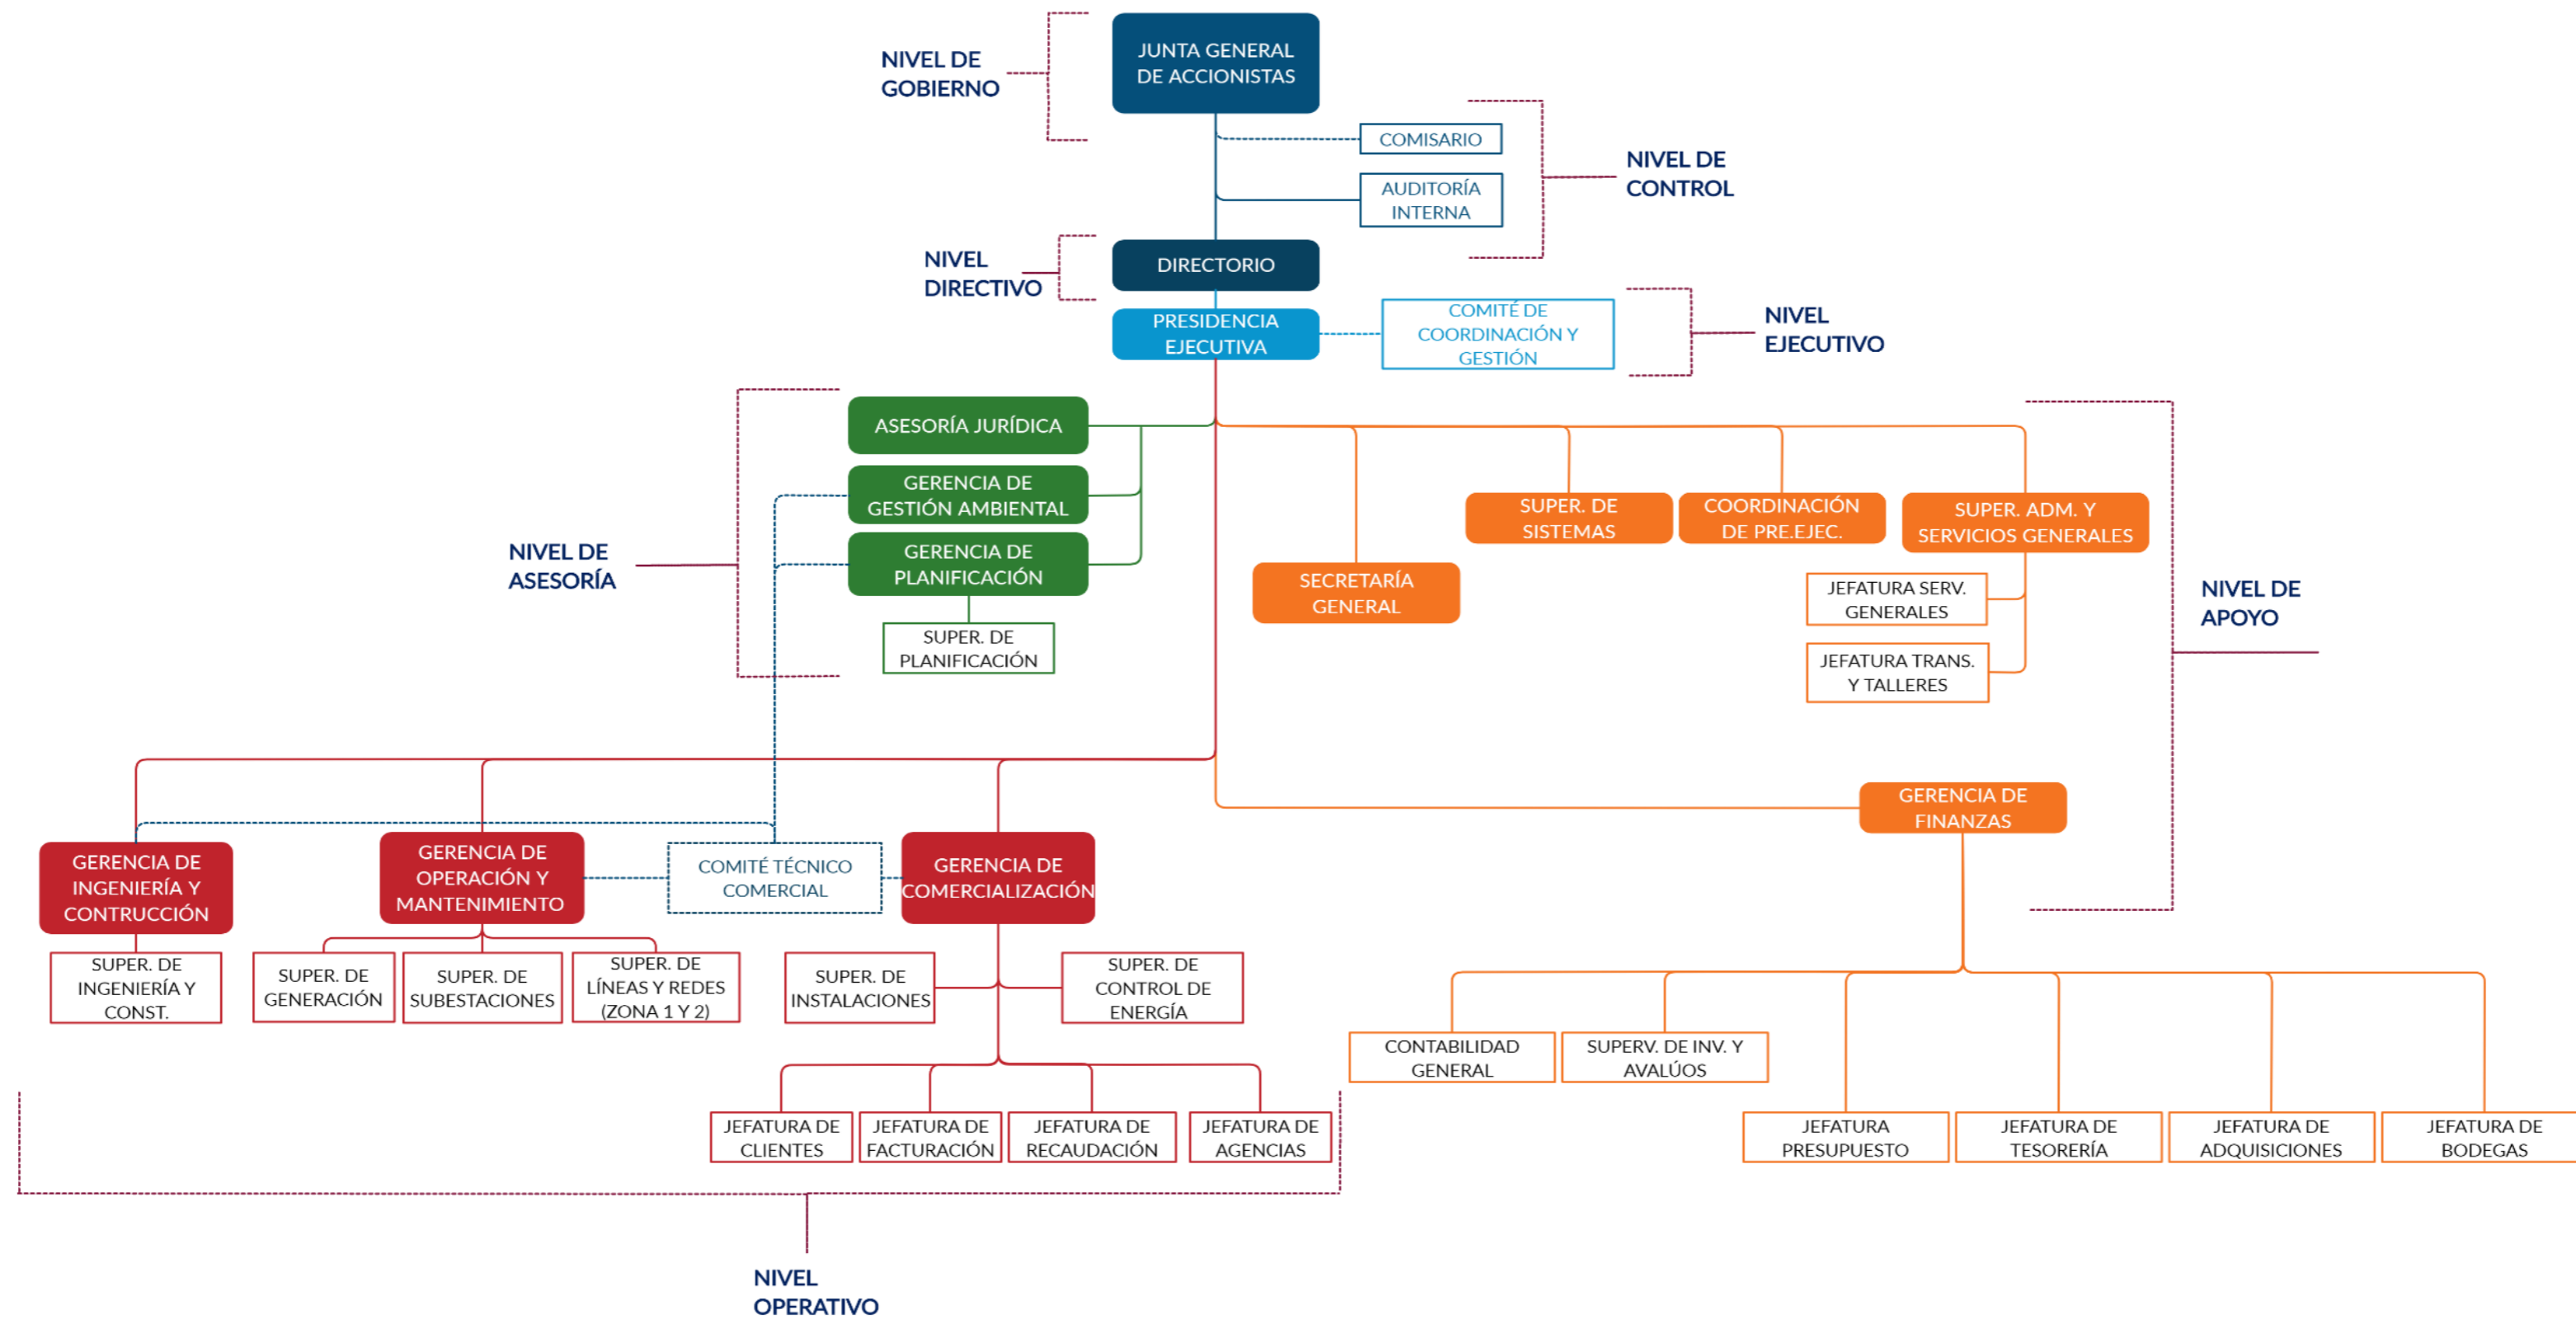 JUNTA GENERAL
DE ACCIONISTAS
NIVEL DE
GOBIERNO
COMISARIO
AUDITORÍA
INTERNA
NIVEL DE
CONTROL
NIVEL
DIRECTIVO
DIRECTORIO
PRESIDENCIA
EJECUTIVA
COMITÉ DE
COORDINACIÓN Y
GESTIÓN
NIVEL
EJECUTIVO
ASESORÍA JURÍDICA
GERENCIA DE
GESTIÓN AMBIENTAL
GERENCIA DE
PLANIFICACIÓN
SUPER. DE
PLANIFICACIÓN
NIVEL DE
ASESORÍA
SECRETARÍA
GENERAL
SUPER. DE
SISTEMAS
COORDINACIÓN
DE PRE.EJEC.
SUPER. ADM. Y
SERVICIOS GENERALES
JEFATURA SERV.
GENERALES
JEFATURA TRANS.
Y TALLERES
NIVEL DE
APOYO
GERENCIA DE
FINANZAS
GERENCIA DE
INGENIERÍA Y
CONTRUCCIÓN
GERENCIA DE
OPERACIÓN Y
MANTENIMIENTO
COMITÉ TÉCNICO
COMERCIAL
GERENCIA DE
COMERCIALIZACIÓN
SUPER. DE
INGENIERÍA Y
CONST.
SUPER. DE
GENERACIÓN
SUPER. DE
SUBESTACIONES
SUPER. DE
LÍNEAS Y REDES
(ZONA 1 Y 2)
SUPER. DE
INSTALACIONES
SUPER. DE
CONTROL DE
ENERGÍA
CONTABILIDAD
GENERAL
SUPERV. DE INV. Y
AVALÚOS
JEFATURA DE
CLIENTES
JEFATURA DE
FACTURACIÓN
JEFATURA DE
RECAUDACIÓN
JEFATURA DE
AGENCIAS
JEFATURA
PRESUPUESTO
JEFATURA DE
TESORERÍA
JEFATURA DE
ADQUISICIONES
JEFATURA DE
BODEGAS
NIVEL
OPERATIVO